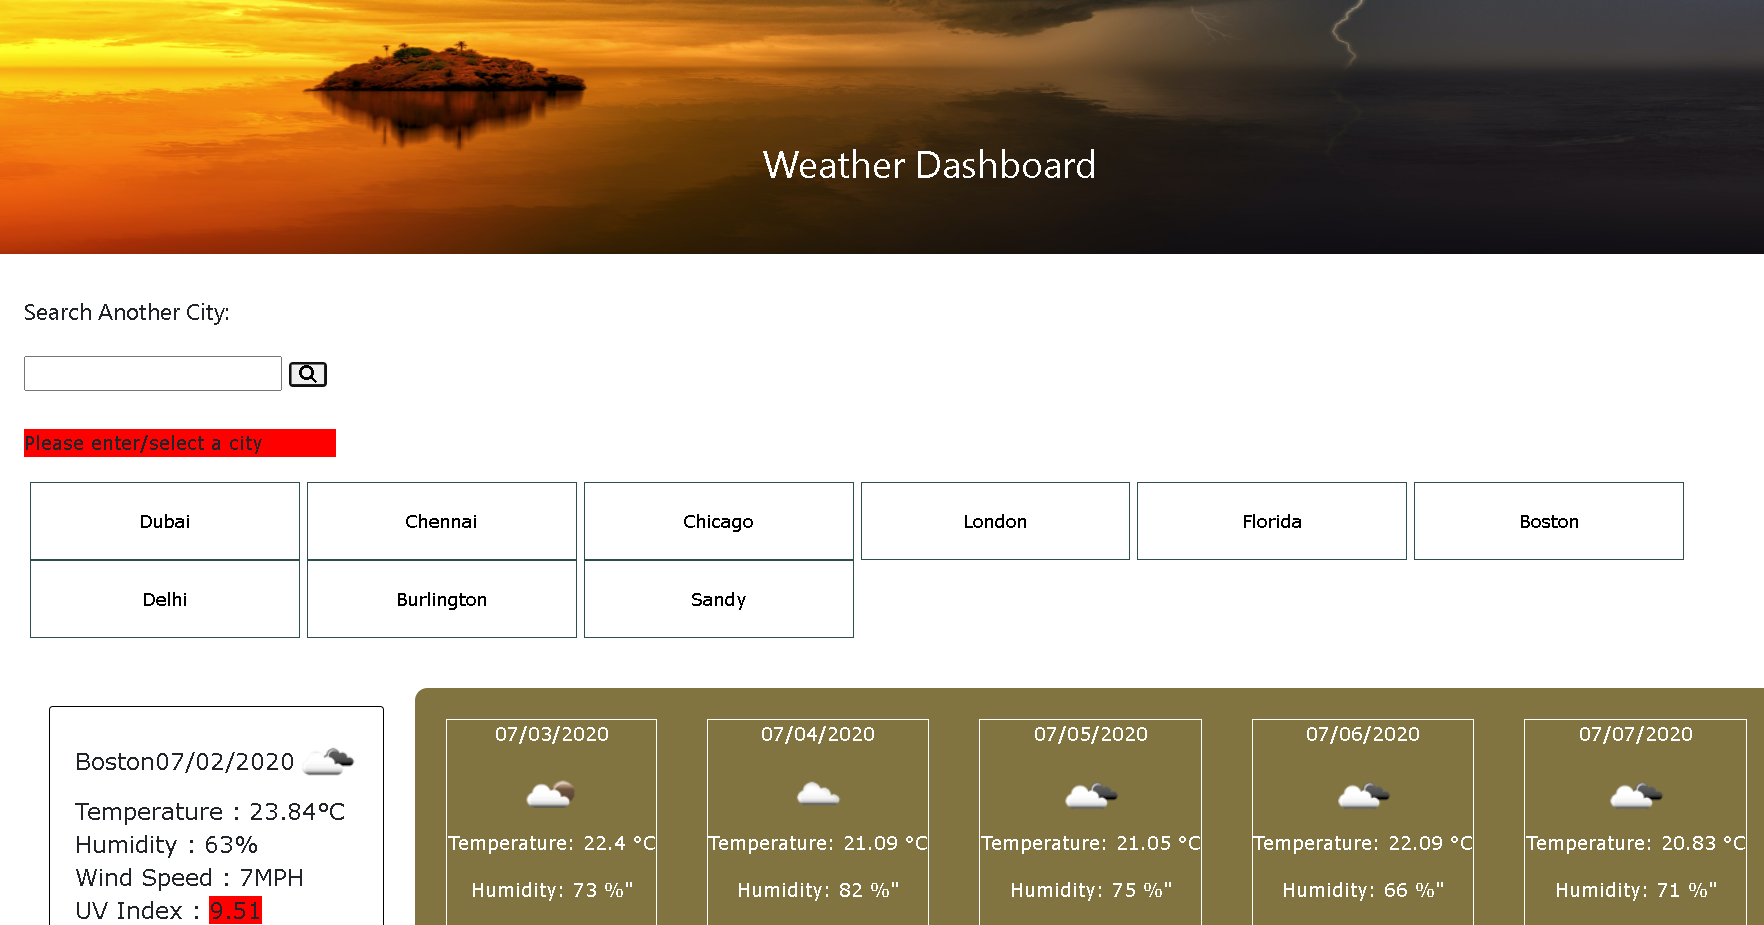 Weather Dashboard
Search Another City:
Please enter/select a city
Dubai
Chennai
Chicago
London
Florida
Boston
Delhi
Burlington
Sandy
Boston07/02/2020
Temperature : 23.84°C
Humidity : 63%
Wind Speed : 7MPH
UV Index : 9.51
07/03/2020
Temperature: 22.4 °C
Humidity: 73 %"
07/04/2020
Temperature: 21.09 °C
Humidity: 82 %"
07/05/2020
Temperature: 21.05 °C
Humidity: 75 %"
07/06/2020
Temperature: 22.09 °C
Humidity: 66 %"
07/07/2020
Temperature: 20.83 °C
Humidity: 71 %"